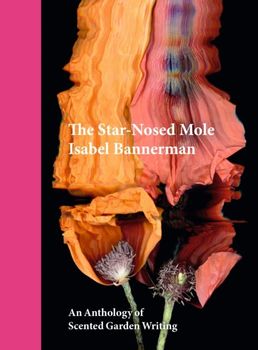 The Star-Nosed Mole
Isabel Bannerman
An Anthology of
Scented Garden Writing